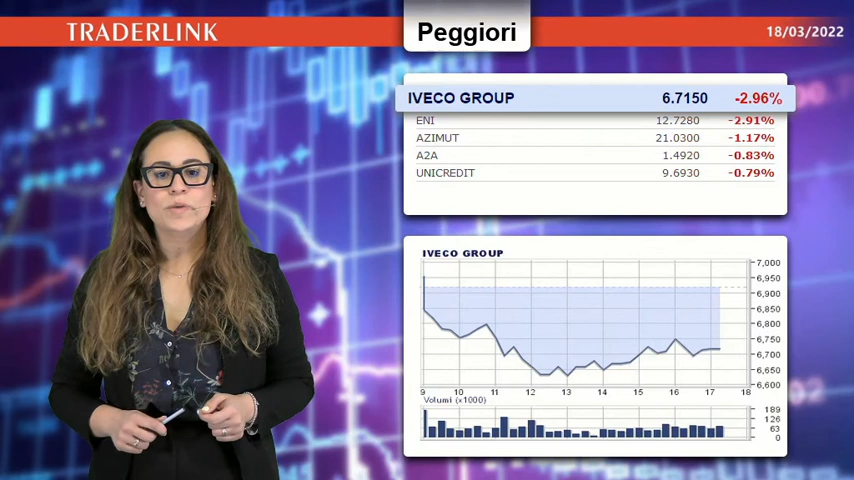 TRADERLINK
Peggiori
18/03/2022
IVECO GROUP 6.7150 -2.96%
ENI 12.7280 -2.91%
AZIMUT 21.0300 -1.17%
A2A 1.4920 -0.83%
UNICREDIT 9.6930 -0.79%
IVECO GROUP
7,000
6,950
6,900
6,850
6,800
6,750
6,700
6,650
6,600
9 10 11 12 13 14 15 16 17 18
Volumi (x1000)
189
126
63
0